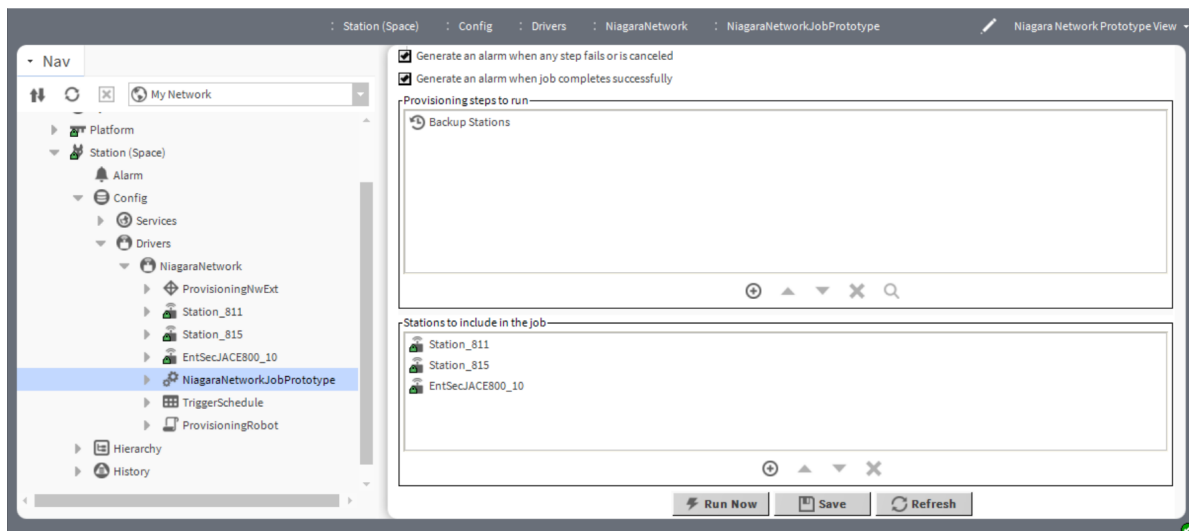 : Station (Space) : Config : Drivers : NiagaraNetwork : NiagaraNetworkJobPrototype Niagara Network Prototype View
Nav
My Network
Platform
Station (Space)
Alarm
Config
Services
Drivers
NiagaraNetwork
ProvisioningNwExt
Station_811
Station_815
EntSecJACE800_10
NiagaraNetworkJobPrototype
TriggerSchedule
ProvisioningRobot
Hierarchy
History
Generate an alarm when any step fails or is canceled
Generate an alarm when job completes successfully
Provisioning steps to run
Backup Stations
Stations to include in the job
Station_811
Station_815
EntSecJACE800_10
Run Now Save Refresh